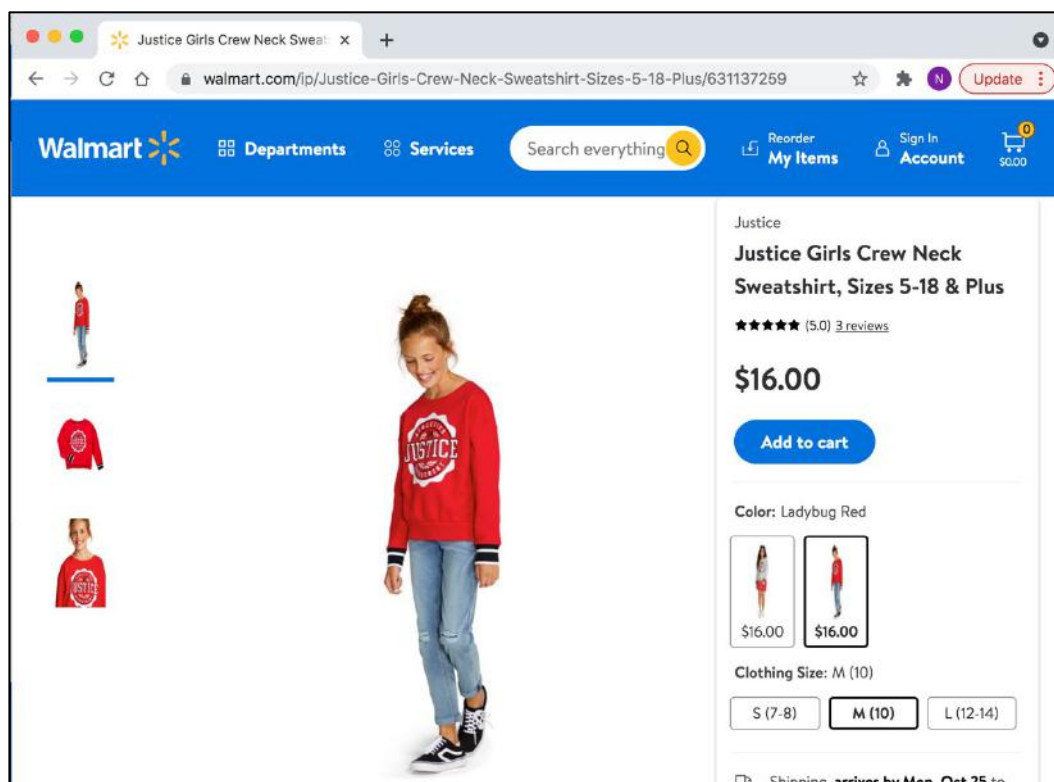 Justice Girls Crew Neck Sweat
walmart.com/ip/Justice-Girls-Crew-Neck-Sweatshirt-Sizes-5-18-Plus/631137259
N
Update
Walmart
Departments
Services
Search everything
Reorder
My Items
Sign In
Account
0
$0.00
Justice
Justice Girls Crew Neck
Sweatshirt, Sizes 5-18 & Plus
(5.0) 3 reviews
$16.00
Add to cart
JUSTICE
Color: Ladybug Red
$16.00
$16.00
Clothing Size: M (10)
S (7-8)
M (10)
L (12-14)
Shipping, arrives by Mon, Oct 25 to